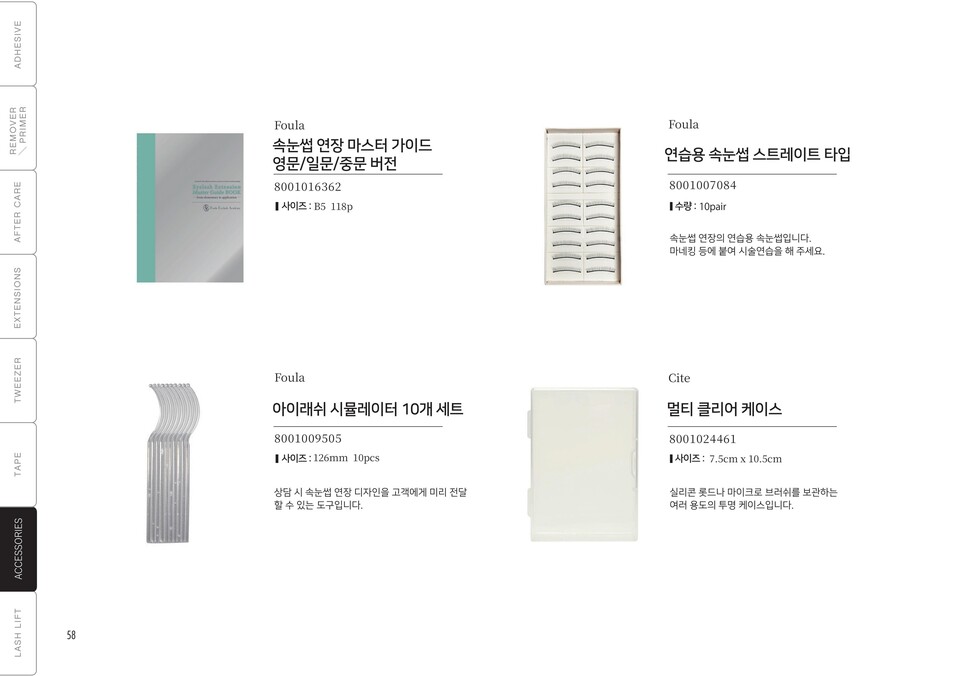 ADHESIVE
REMOVER
/ PRIMER
AFTER CARE
EXTENSIONS
TWEEZER
TAPE
ACCESSORIES
LASH LIFT
Foula
속눈썹 연장 마스터 가이드
영문/일문/중문 버전
8001016362
사이즈 : B5 118p
Eyelash Extension
Master Guide BOOK
Foula
연습용 속눈썹 스트레이트 타입
8001007084
수량 : 10pair
속눈썹 연장의 연습용 속눈썹입니다.
마네킹 등에 붙여 시술연습을 해 주세요.
Foula
아이래쉬 시뮬레이터 10개 세트
8001009505
사이즈 : 126mm 10pcs
상담 시 속눈썹 연장 디자인을 고객에게 미리 전달
할 수 있는 도구입니다.
Cite
멀티 클리어 케이스
8001024461
사이즈 : 7.5cm x 10.5cm
실리콘 롯드나 마이크로 브러쉬를 보관하는
여러 용도의 투명 케이스입니다.
58